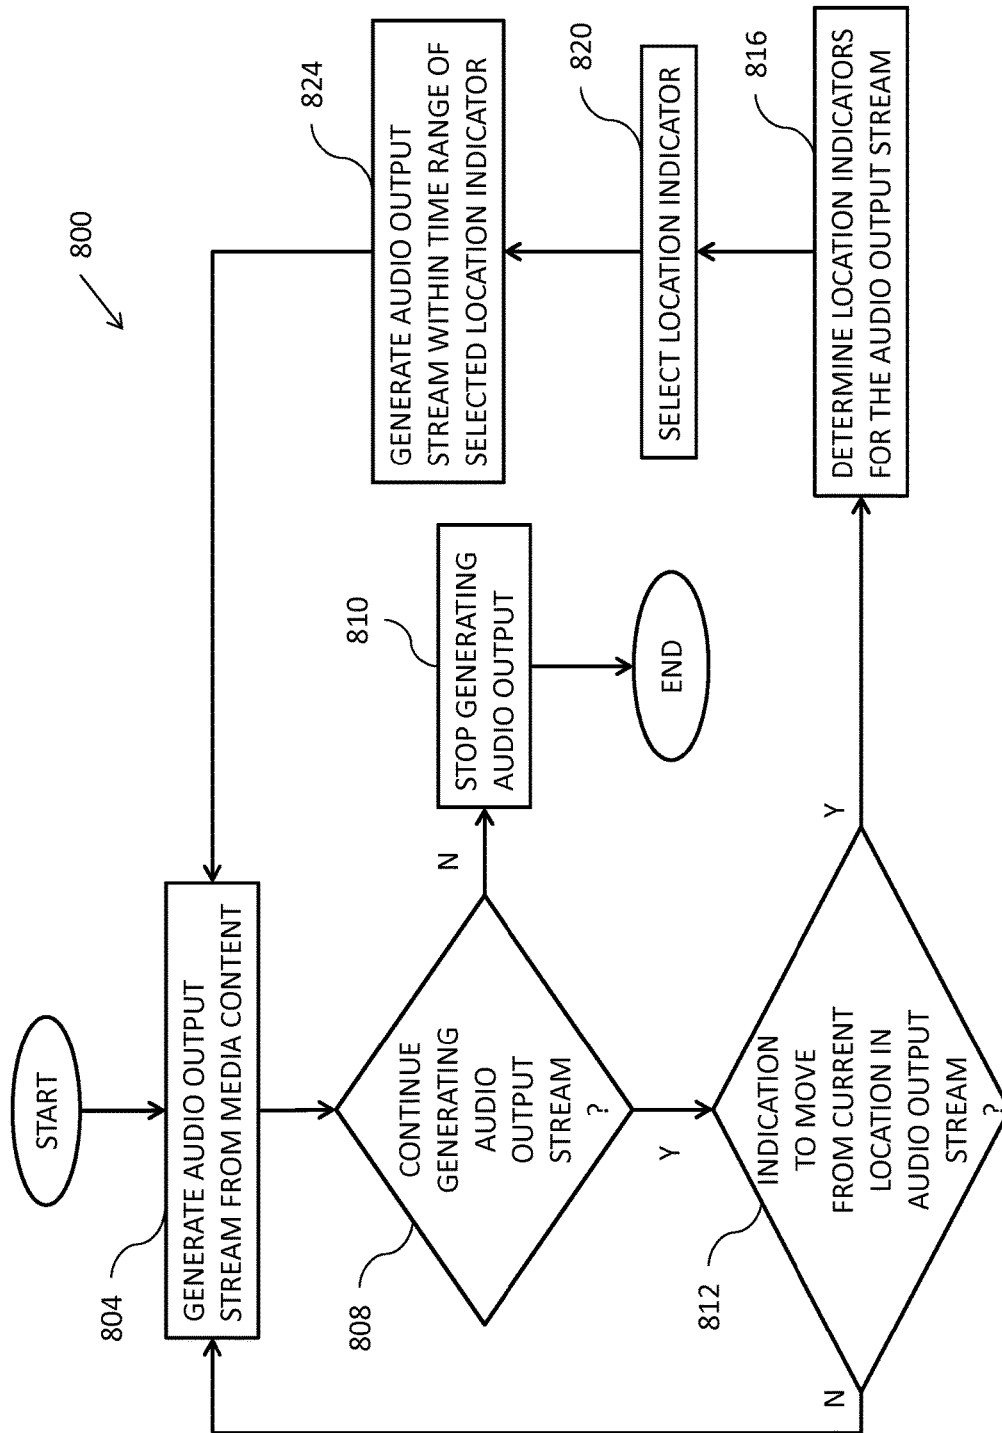 800
START
804
GENERATE AUDIO OUTPUT
STREAM FROM MEDIA CONTENT
808
CONTINUE
GENERATING
AUDIO
OUTPUT
STREAM
?
N
810
STOP GENERATING
AUDIO OUTPUT
END
Y
812
INDICATION
TO MOVE
FROM CURRENT
LOCATION IN
AUDIO OUTPUT
STREAM
?
N
Y
816
DETERMINE LOCATION INDICATORS
FOR THE AUDIO OUTPUT STREAM
820
SELECT LOCATION INDICATOR
824
GENERATE AUDIO OUTPUT
STREAM WITHIN TIME RANGE OF
SELECTED LOCATION INDICATOR